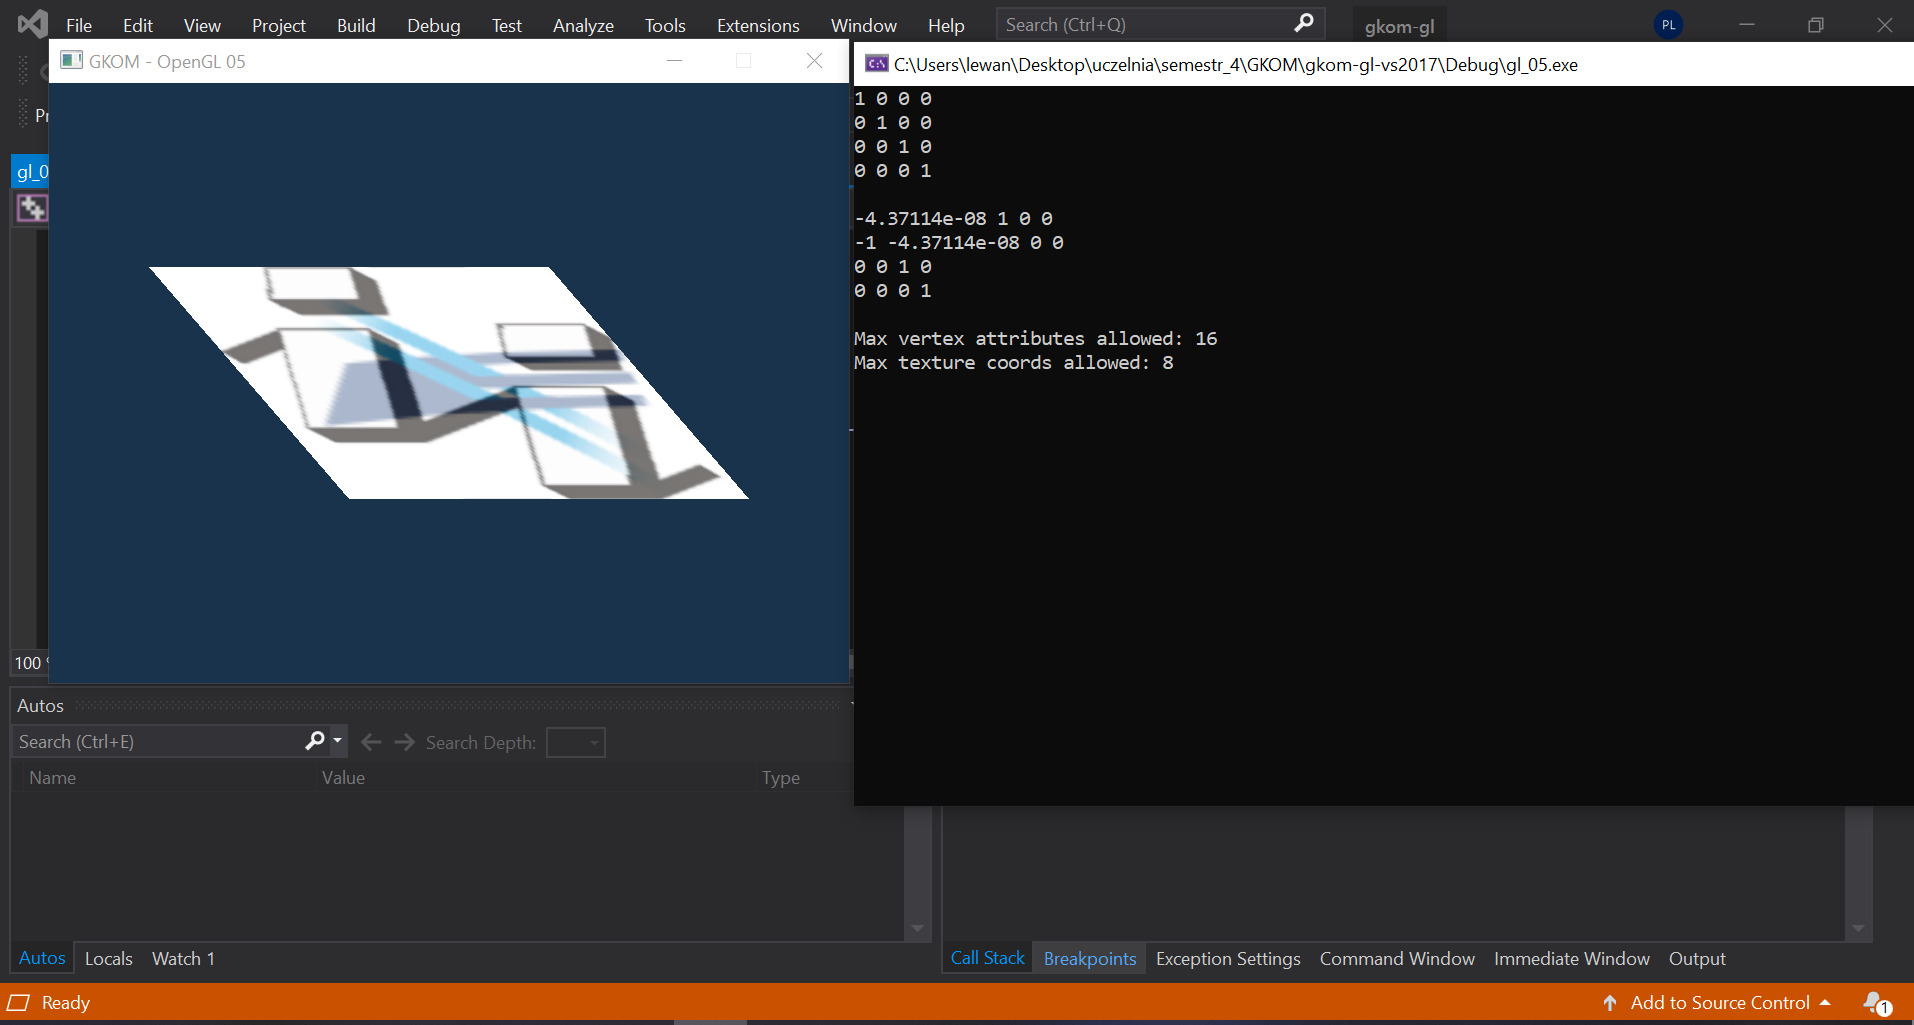 File Edit View Project Build Debug Test Analyze Tools Extensions Window Help Search (Ctrl+Q) gkom-gl PL
GKOM - OpenGL 05
C:\Users\lewan\Desktop\uczelnia\semestr_4\GKOM\gkom-gl-vs2017\Debug\gl_05.exe
1 0 0 0
0 1 0 0
0 0 1 0
0 0 0 1
-4.37114e-08 1 0 0
-1 -4.37114e-08 0 0
0 0 1 0
0 0 0 1
Max vertex attributes allowed: 16
Max texture coords allowed: 8
Pr
gl_0
100 %
Autos
Search (Ctrl+E) Search Depth:
Name Value Type
Autos Locals Watch 1
Call Stack Breakpoints Exception Settings Command Window Immediate Window Output
Ready Add to Source Control 1